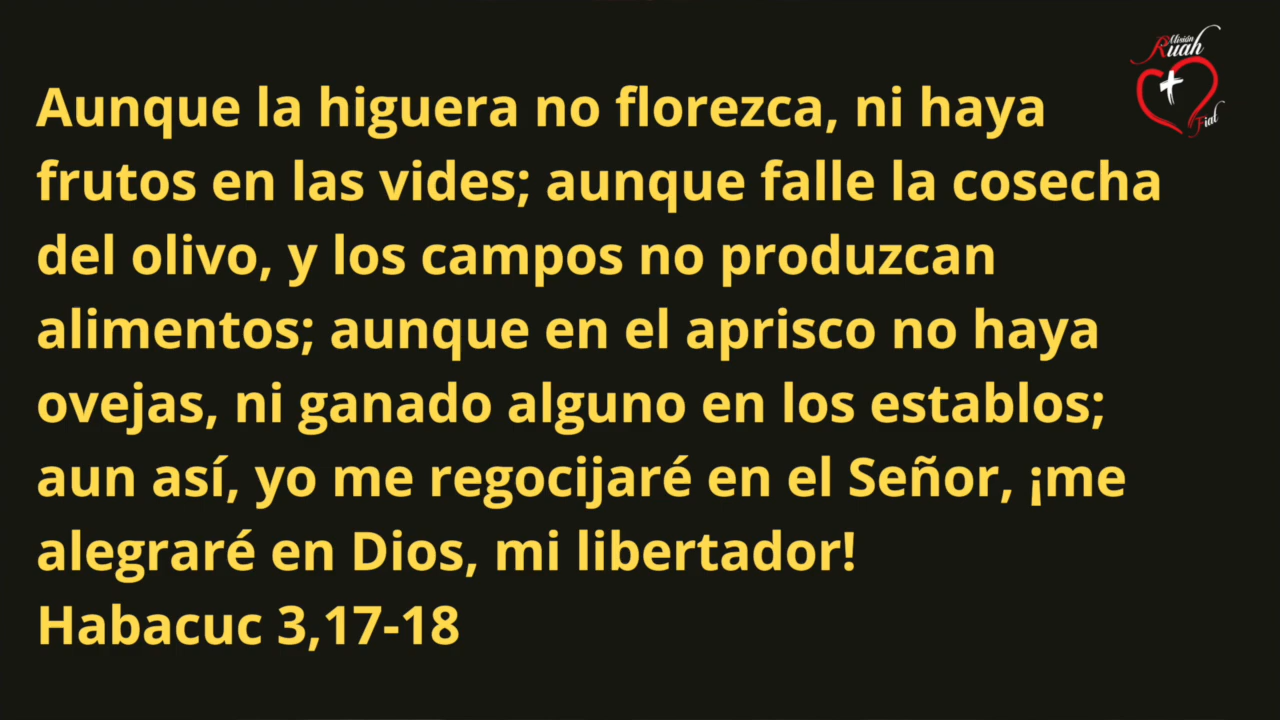 Misión
Ruah
Fiat
Aunque la higuera no florezca, ni haya
frutos en las vides; aunque falle la cosecha
del olivo, y los campos no produzcan
alimentos; aunque en el aprisco no haya
ovejas, ni ganado alguno en los establos;
aun así, yo me regocijaré en el Señor, ¡me
alegraré en Dios, mi libertador!
Habacuc 3,17-18